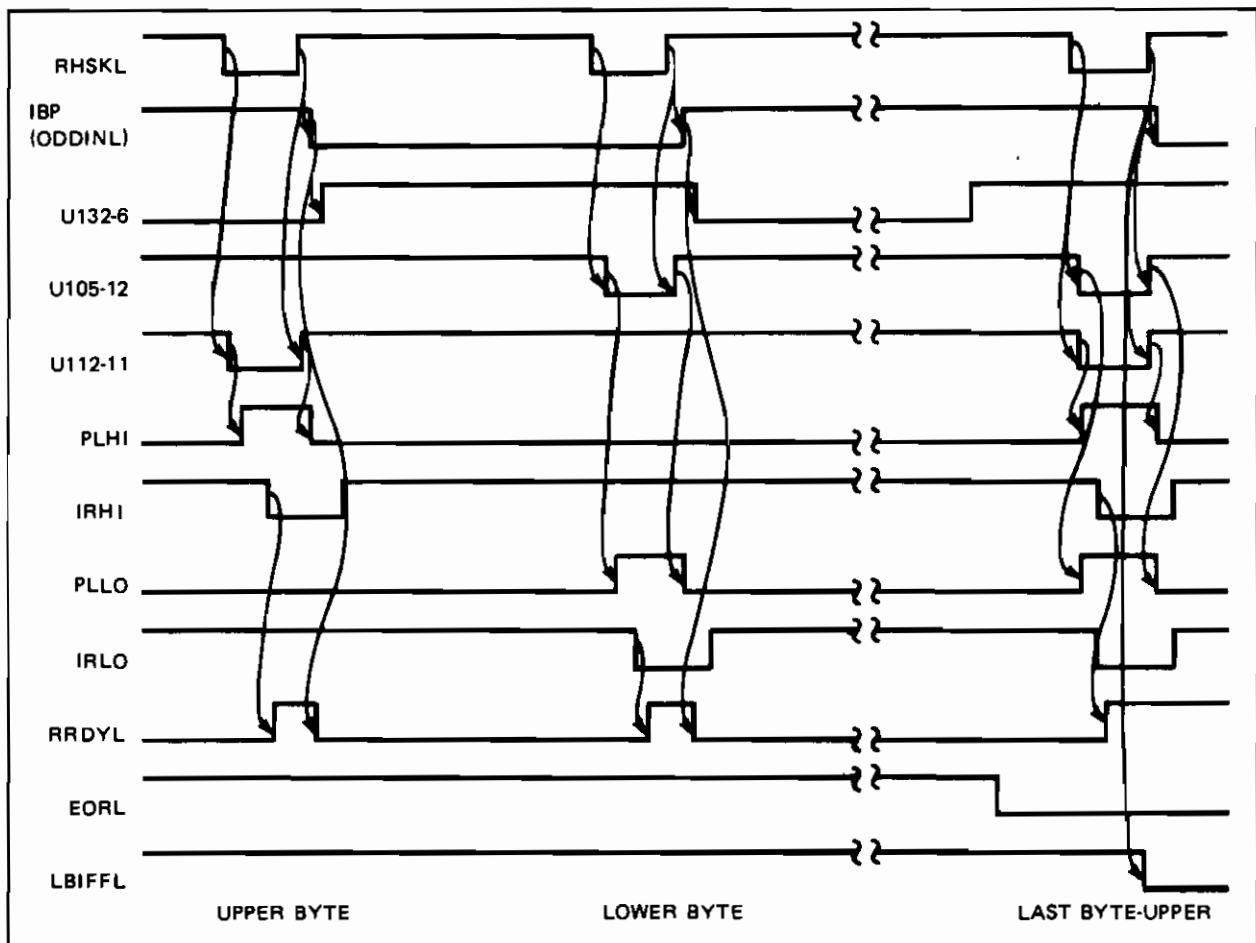 RHSKL
IBP
(ODDINL)
U132-6
U105-12
U112-11
PLHI
IRHI
PLLO
IRLO
RRDYL
EORL
LBIFFL
UPPER BYTE
LOWER BYTE
LAST BYTE-UPPER